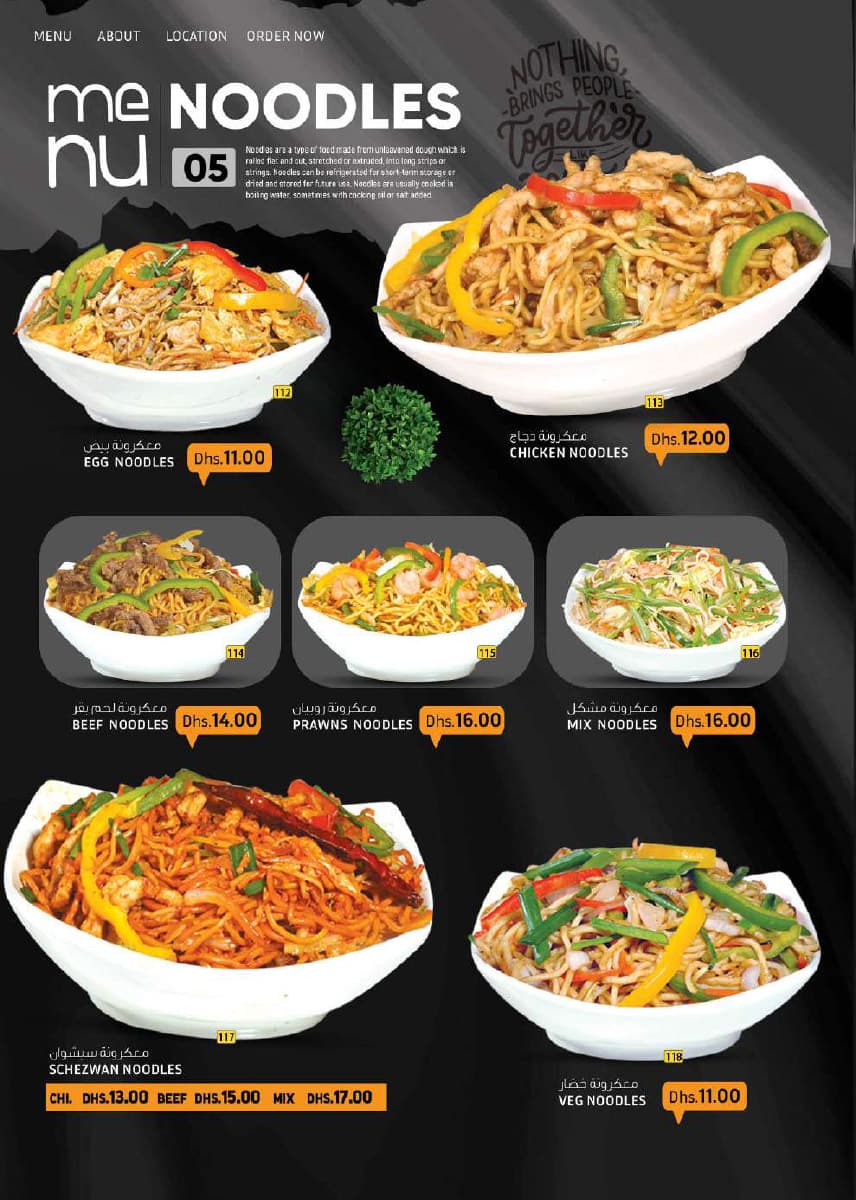 MENU ABOUT LOCATION ORDER NOW
NOTHING
BRINGS PEOPLE
Together
LIKE
me
nu
NOODLES
05
Noodles are a type of food made from unleavened dough which is
rolled flat and cut, stretched or extruded, into long strips or
strings. Noodles can be refrigerated for short-term storage or
dried and stored for future use. Noodles are usually cooked in
boiling water, sometimes with cooking oil or salt added.
112
113
معكرونة بيض
EGG NOODLES Dhs.11.00
معكرونة دجاج
CHICKEN NOODLES Dhs.12.00
114
115
116
معكرونة لحم بقر
BEEF NOODLES Dhs.14.00
معكرونة روبيان
PRAWNS NOODLES Dhs.16.00
معكرونة مشكل
MIX NOODLES Dhs.16.00
117
118
معكرونة سيشوان
SCHEZWAN NOODLES
CHI. DHS.13.00 BEEF DHS.15.00 MIX DHS.17.00
معكرونة خضار
VEG NOODLES Dhs.11.00